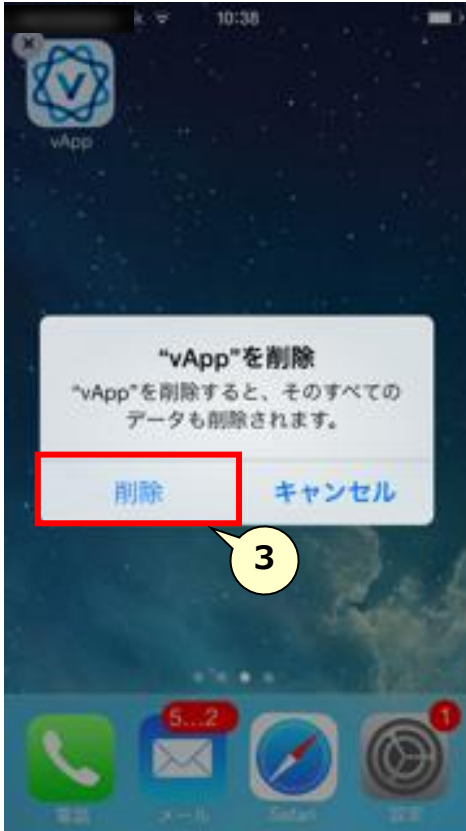 10:38
vApp
“vApp”を削除
“vApp”を削除すると、そのすべての
データも削除されます。
削除
キャンセル
3
5...2
1
電話
メール
Safari
設定